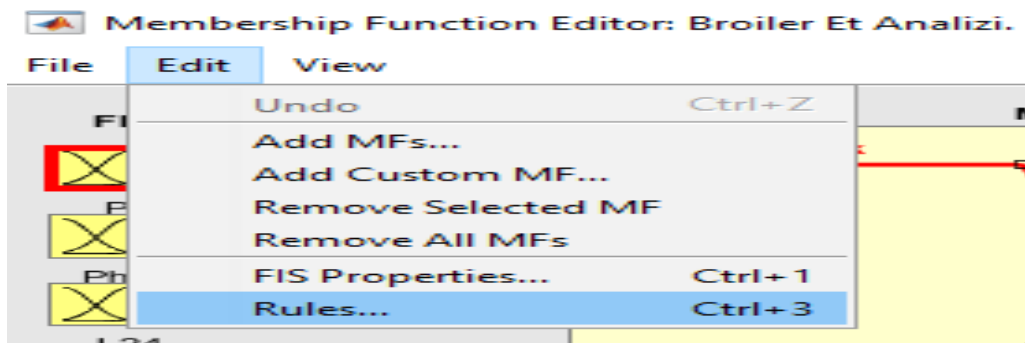 Membership Function Editor: Broiler Et Analizi.
File Edit View
Undo Ctrl+Z
Add MFs...
Add Custom MF...
Remove Selected MF
Remove All MFs
FIS Properties... Ctrl+1
Rules... Ctrl+3